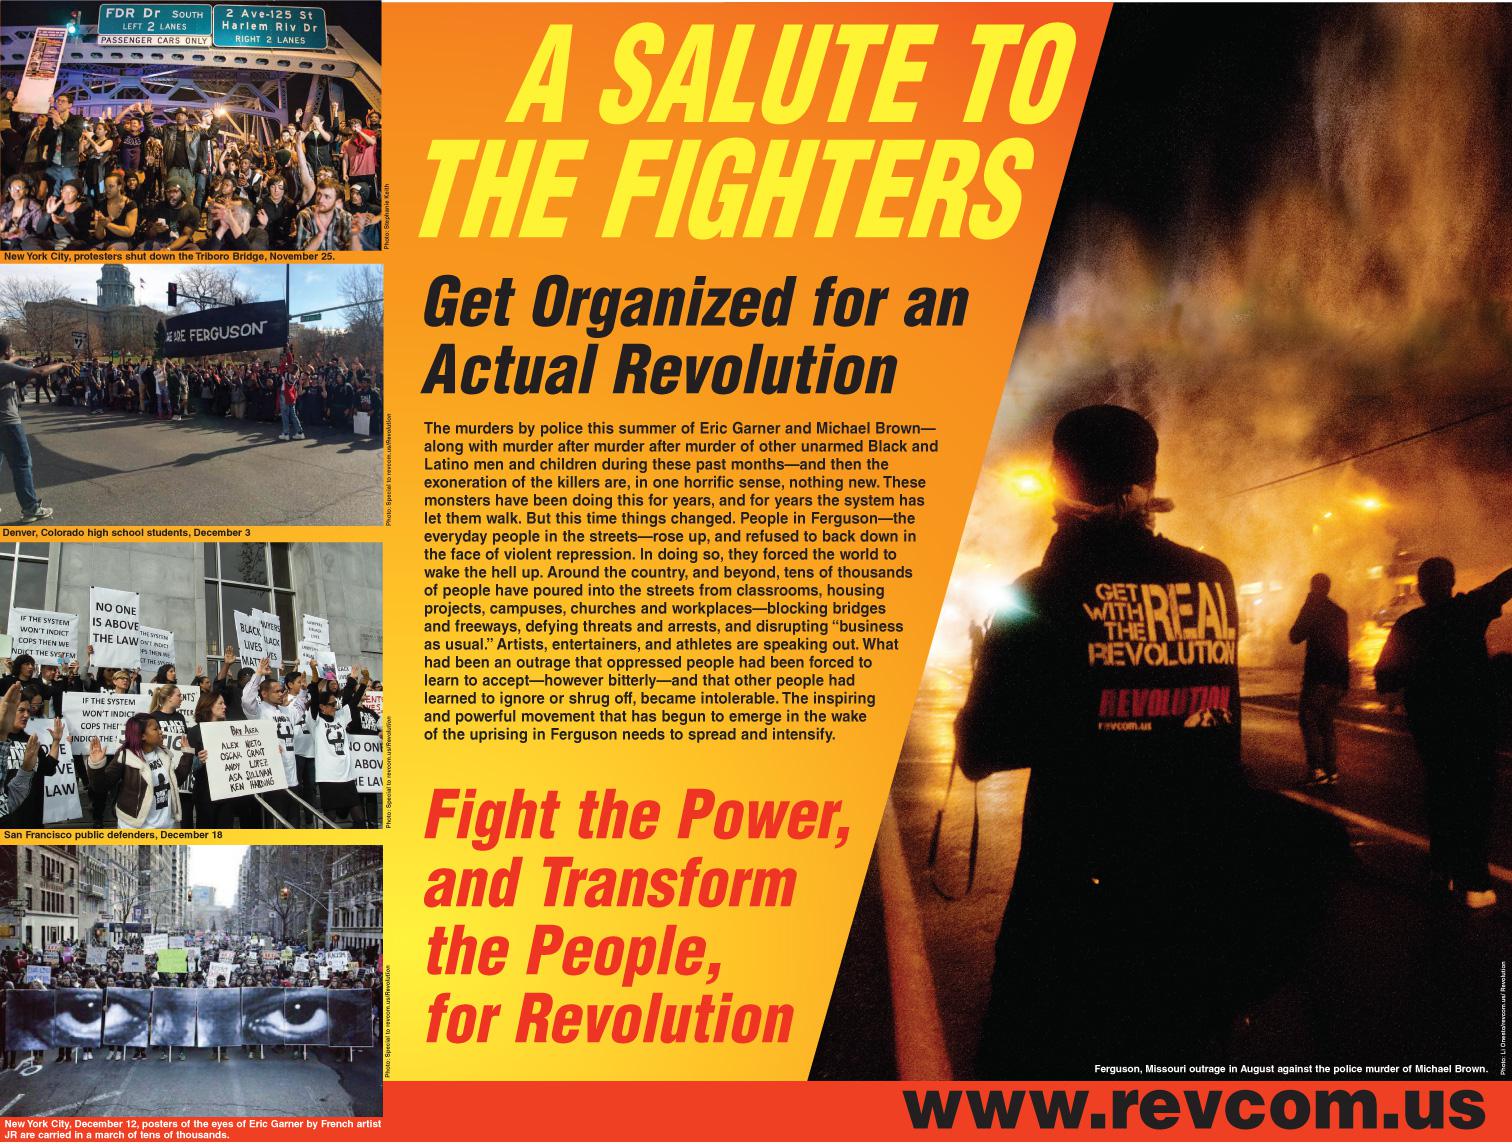 FDR Dr SOUTH
LEFT 2 LANES
PASSENGER CARS ONLY
2 Ave-125 St
Harlem Riv Dr
RIGHT 2 LANES
Photo: Stephanie Keith
New York City, protesters shut down the Triboro Bridge, November 25.
ARE FERGUSON
Photo: Special to revcom.us/Revolution
Denver, Colorado high school students, December 3
IF THE SYSTEM
WON'T INDICT
COPS THEN WE
INDICT THE SYSTEM
NO ONE
IS ABOVE
THE LAW
BLACK
LIVES
MATT
IF THE SYSTEM
WON'T INDICT
COPS THE
INDICT THE
BAY AREA
ALEX NIETO
OSCAR GRANT
ANDY LOPEZ
ASA SULLIVAN
KEN HARDING
NO ONE
ABOV
E LA
LAW
Photo: Special to revcom.us/Revolution
San Francisco public defenders, December 18
Photo: Special to revcom.us/Revolution
New York City, December 12, posters of the eyes of Eric Garner by French artist
JR are carried in a march of tens of thousands.
A SALUTE TO
THE FIGHTERS
Get Organized for an
Actual Revolution
The murders by police this summer of Eric Garner and Michael Brown—
along with murder after murder after murder of other unarmed Black and
Latino men and children during these past months—and then the
exoneration of the killers are, in one horrific sense, nothing new. These
monsters have been doing this for years, and for years the system has
let them walk. But this time things changed. People in Ferguson—the
everyday people in the streets—rose up, and refused to back down in
the face of violent repression. In doing so, they forced the world to
wake the hell up. Around the country, and beyond, tens of thousands
of people have poured into the streets from classrooms, housing
projects, campuses, churches and workplaces—blocking bridges
and freeways, defying threats and arrests, and disrupting “business
as usual.” Artists, entertainers, and athletes are speaking out. What
had been an outrage that oppressed people had been forced to
learn to accept—however bitterly—and that other people had
learned to ignore or shrug off, became intolerable. The inspiring
and powerful movement that has begun to emerge in the wake
of the uprising in Ferguson needs to spread and intensify.
Fight the Power,
and Transform
the People,
for Revolution
GET
WITH
THE REAL
REVOLUTION
REVOLUTION
revcom.us
Ferguson, Missouri outrage in August against the police murder of Michael Brown.
Photo: Li Onesto/revcom.us/ Revolution
www.revcom.us